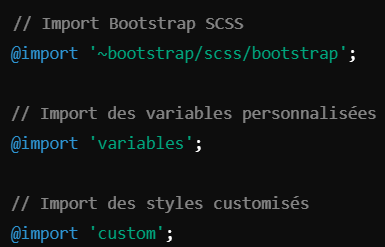 // Import Bootstrap SCSS
@import '~bootstrap/scss/bootstrap';
// Import des variables personnalisées
@import 'variables';
// Import des styles customisés
@import 'custom';